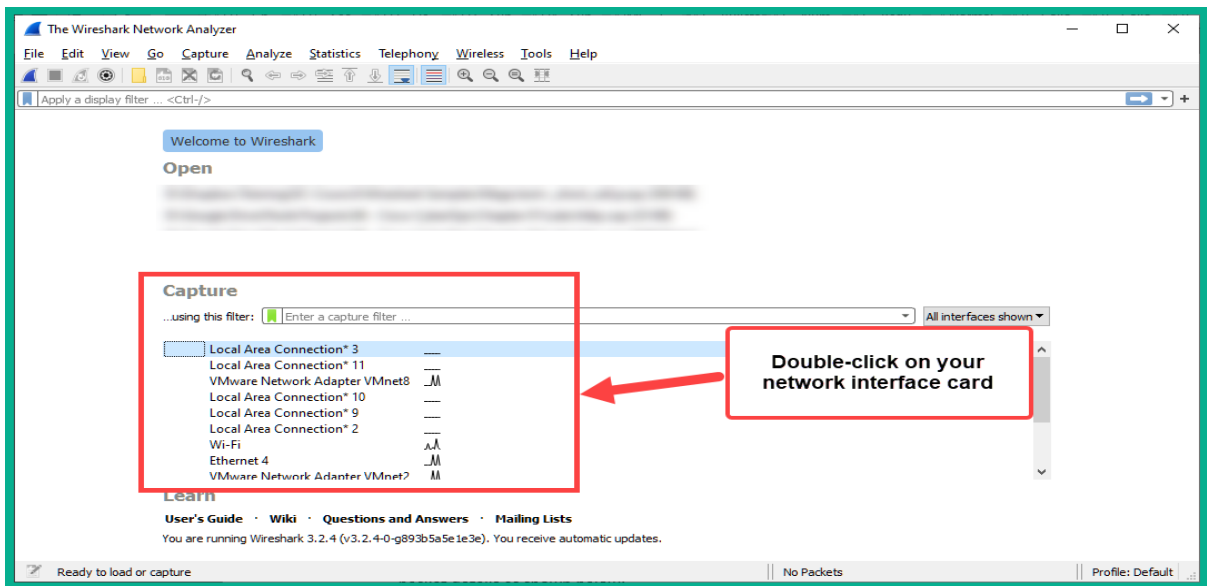 The Wireshark Network Analyzer
File Edit View Go Capture Analyze Statistics Telephony Wireless Tools Help
Apply a display filter ... <Ctrl-/>
Welcome to Wireshark
Open
Capture
...using this filter: Enter a capture filter ... All interfaces shown
Local Area Connection* 3
Local Area Connection* 11
VMware Network Adapter VMnet8
Local Area Connection* 10
Local Area Connection* 9
Local Area Connection* 2
Wi-Fi
Ethernet 4
VMware Network Adapter VMnet2
Double-click on your
network interface card
Learn
User's Guide · Wiki · Questions and Answers · Mailing Lists
You are running Wireshark 3.2.4 (v3.2.4-0-g893b5a5e1e3e). You receive automatic updates.
Ready to load or capture No Packets Profile: Default